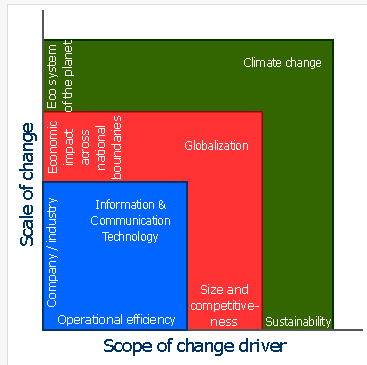 Scale of change
Eco system
of the planet
Climate change
Economic
impact
across
national
boundaries
Globalization
Company / industry
Information &
Communication
Technology
Operational efficiency
Size and
competitive-
ness
Sustainability
Scope of change driver